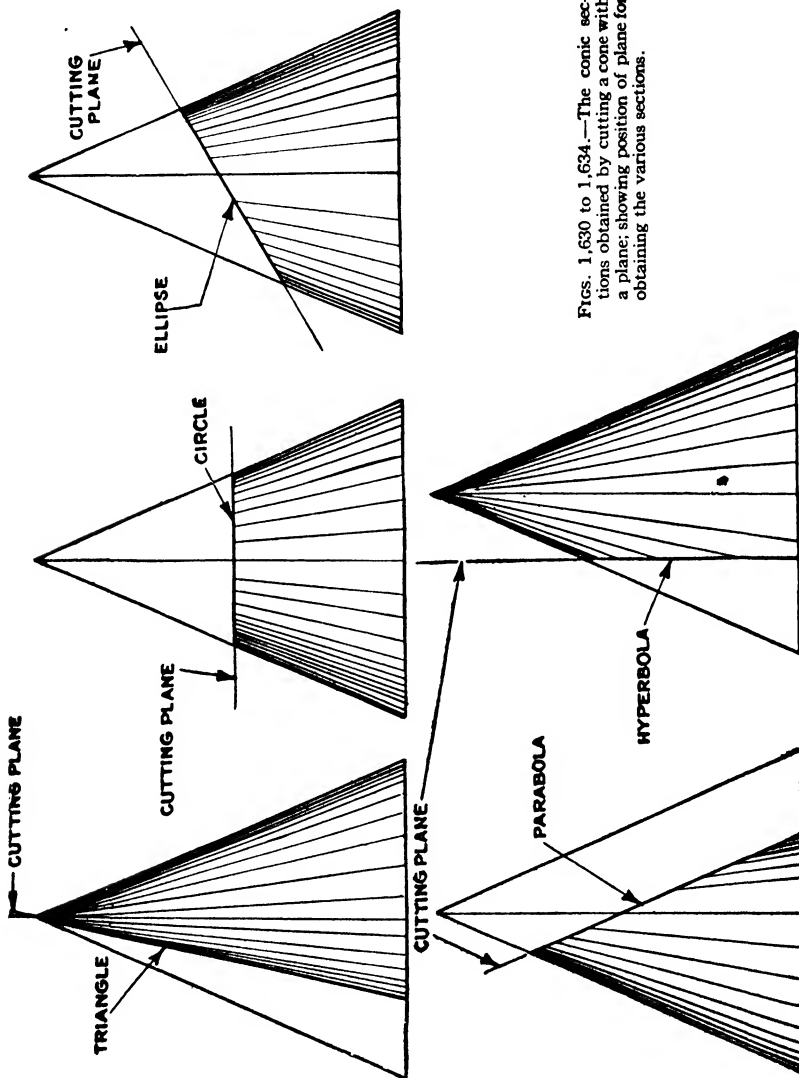 CUTTING PLANE
TRIANGLE
CUTTING PLANE
CIRCLE
CUTTING
PLANE
ELLIPSE
CUTTING PLANE
PARABOLA
HYPERBOLA
FIGS. 1,630 to 1,634.—The conic sec-
tions obtained by cutting a cone with
a plane; showing position of plane for
obtaining the various sections.